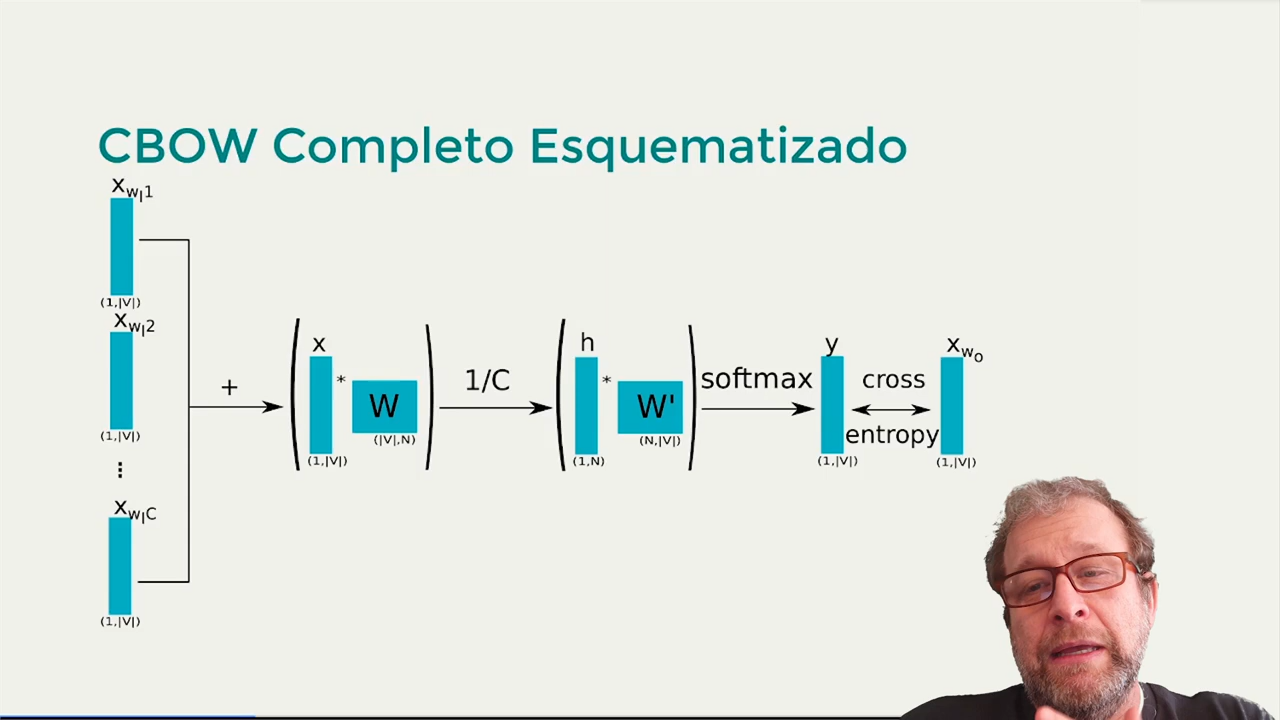 CBOW Completo Esquematizado
x_{w_I1}
(1,|V|)
x_{w_I2}
(1,|V|)
⋮
x_{w_IC}
(1,|V|)
+
x
*
W
(|V|,N)
(1,|V|)
1/C
h
*
W'
(N,|V|)
(1,N)
softmax
y
(1,|V|)
cross
entropy
x_{w_o}
(1,|V|)